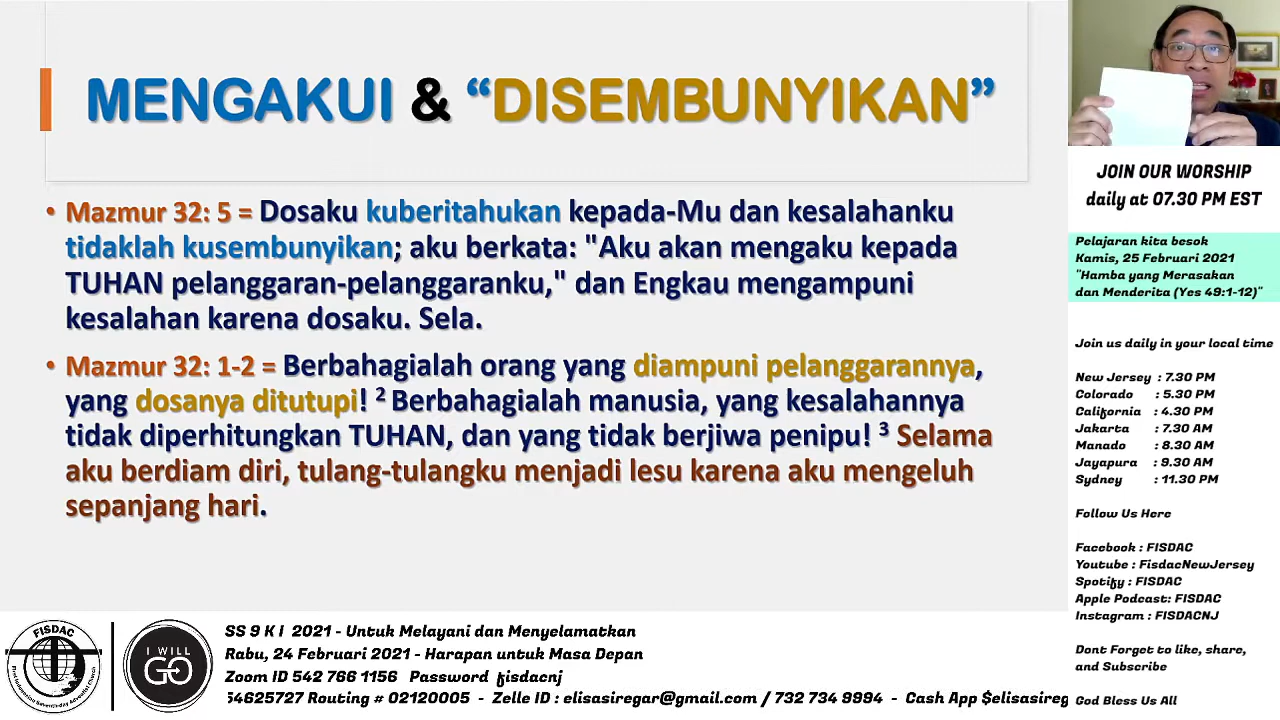 MENGAKUI & “DISEMBUNYIKAN”
• Mazmur 32: 5 = Dosaku kuberitahukan kepada-Mu dan kesalahanku
tidaklah kusembunyikan; aku berkata: "Aku akan mengaku kepada
TUHAN pelanggaran-pelanggaranku," dan Engkau mengampuni
kesalahan karena dosaku. Sela.
• Mazmur 32: 1-2 = Berbahagialah orang yang diampuni pelanggarannya,
yang dosanya ditutupi! 2 Berbahagialah manusia, yang kesalahannya
tidak diperhitungkan TUHAN, dan yang tidak berjiwa penipu! 3 Selama
aku berdiam diri, tulang-tulangku menjadi lesu karena aku mengeluh
sepanjang hari.
JOIN OUR WORSHIP
daily at 07.30 PM EST
Pelajaran kita besok
Kamis, 25 Februari 2021
"Hamba yang Merasakan
dan Menderita (Yes 49:1-12)"
Join us daily in your local time
New Jersey : 7.30 PM
Colorado : 5.30 PM
California : 4.30 PM
Jakarta : 7.30 AM
Manado : 8.30 AM
Jayapura : 9.30 AM
Sydney : 11.30 PM
Follow Us Here
Facebook : FISDAC
Youtube : FisdacNewJersey
Spotify : FISDAC
Apple Podcast: FISDAC
Instagram : FISDACNJ
Dont Forget to like, share,
and Subscribe
God Bless Us All
FISDAC
I WILL
GO
SS 9 K I 2021 - Untuk Melayani dan Menyelamatkan
Rabu, 24 Februari 2021 - Harapan untuk Masa Depan
Zoom ID 542 766 1156 Password fisdacnj
54625727 Routing # 02120005 - Zelle ID : elisasiregar@gmail.com / 732 734 9994 - Cash App $elisasireg